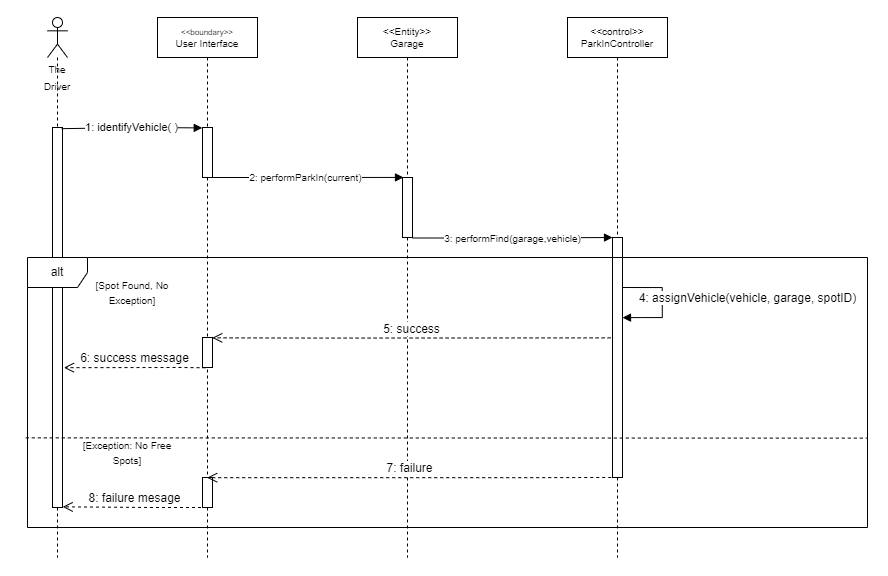 <<boundary>>
User Interface
<<Entity>>
Garage
<<control>>
ParkInController
The
Driver
1: identifyVehicle( )
2: performParkIn(current)
3: performFind(garage,vehicle)
alt
[Spot Found, No
Exception]
4: assignVehicle(vehicle, garage, spotID)
5: success
6: success message
[Exception: No Free
Spots]
7: failure
8: failure mesage